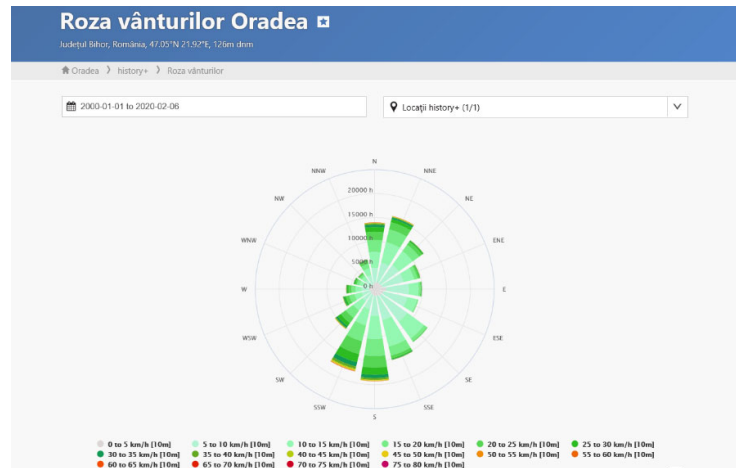 Roza vânturilor Oradea
Județul Bihor, România, 47.05°N 21.92°E, 126m dnm
Oradea > history+ > Roza vânturilor
2000-01-01 to 2020-02-06
Locații history+ (1/1)
N
NNW
NNE
NW
NE
20000 h
15000 h
WNW
ENE
10000 h
5000 h
W
0 h
E
WSW
ESE
SW
SE
SSW
SSE
S
0 to 5 km/h [10m]
5 to 10 km/h [10m]
10 to 15 km/h [10m]
15 to 20 km/h [10m]
20 to 25 km/h [10m]
25 to 30 km/h [10m]
30 to 35 km/h [10m]
35 to 40 km/h [10m]
40 to 45 km/h [10m]
45 to 50 km/h [10m]
50 to 55 km/h [10m]
55 to 60 km/h [10m]
60 to 65 km/h [10m]
65 to 70 km/h [10m]
70 to 75 km/h [10m]
75 to 80 km/h [10m]